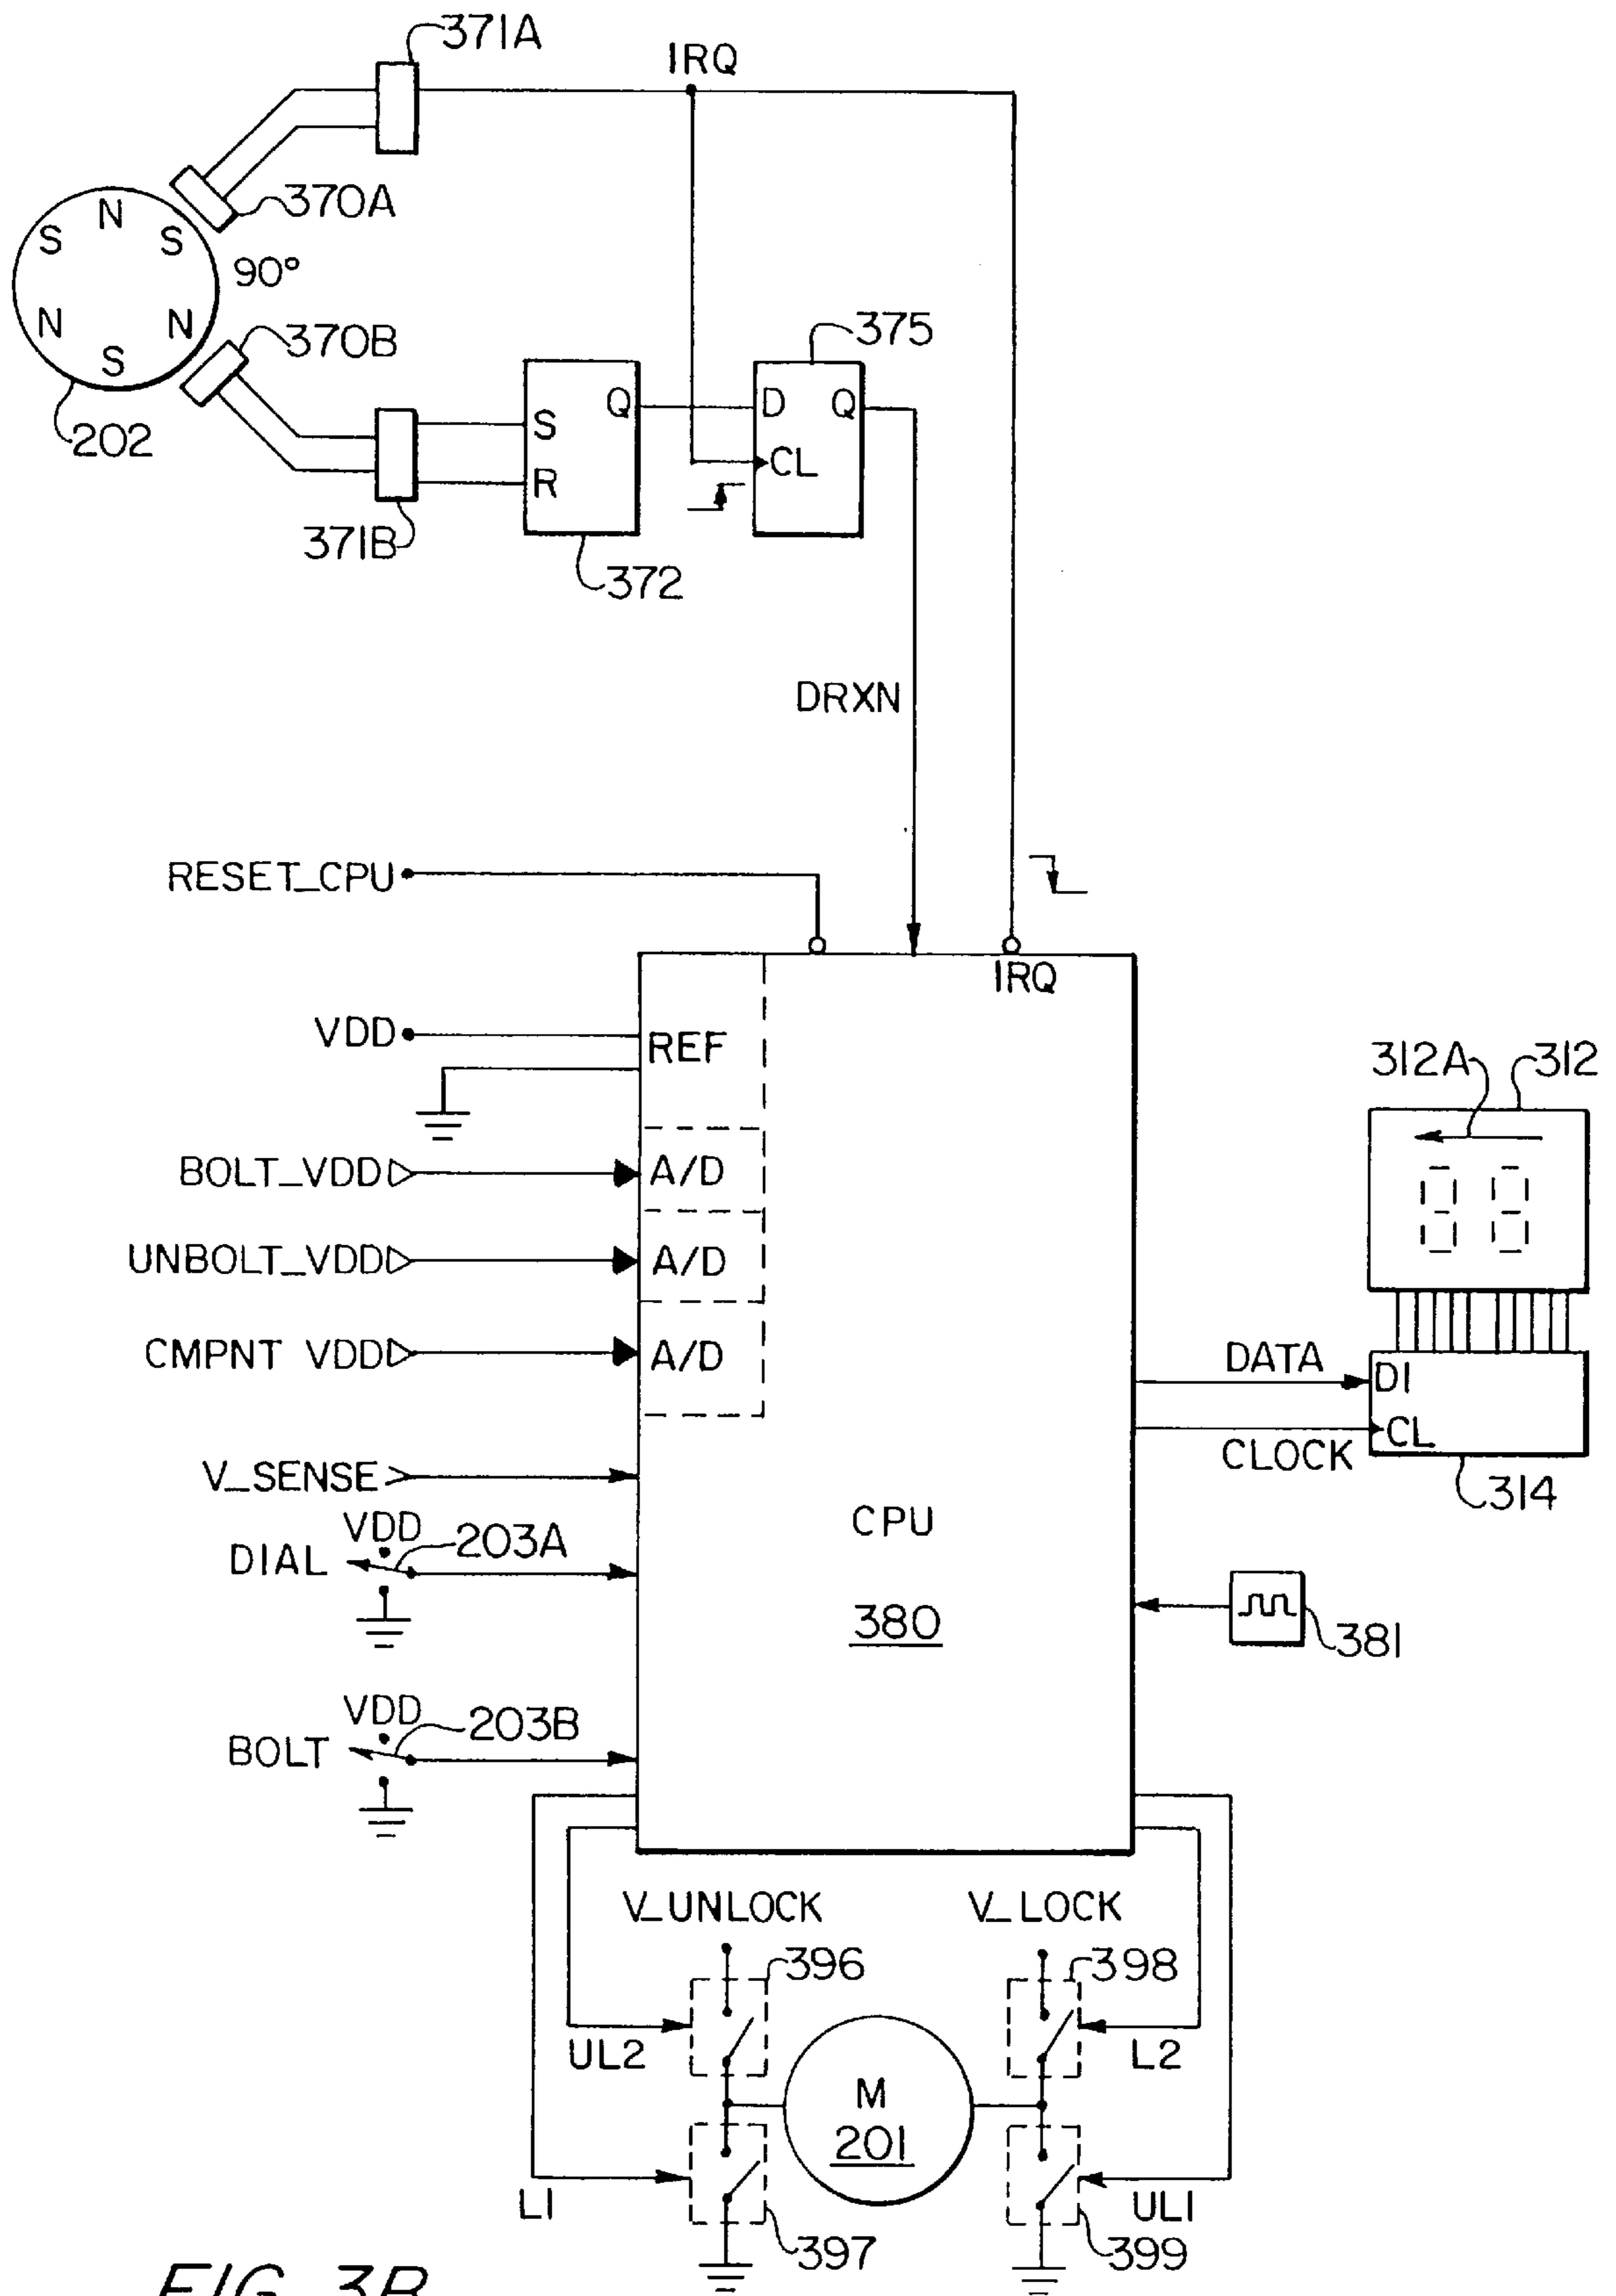 371A
IRQ
370A
N
S
S
90°
N
N
S
370B
375
202
Q
D
Q
S
CL
R
371B
372
DRXN
RESET_CPU
IRQ
VDD
REF
312A
312
BOLT_VDD
A/D
UNBOLT_VDD
A/D
CMPNT VDD
A/D
DATA
DI
CL
CLOCK
V_SENSE
314
CPU
VDD
203A
DIAL
380
381
VDD
203B
BOLT
V_UNLOCK
V_LOCK
396
398
UL2
L2
M
201
L1
UL1
397
399
FIG. 3B